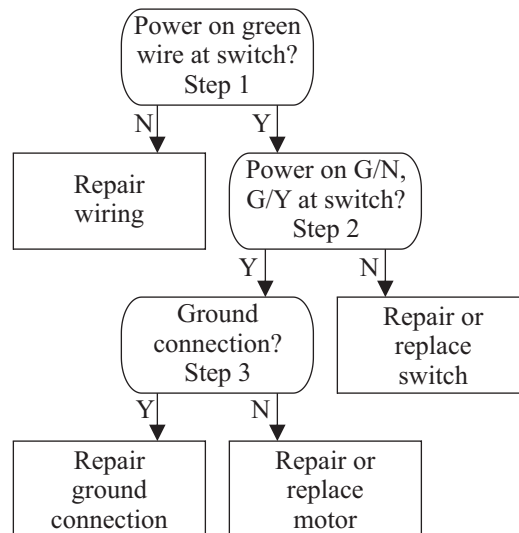 Power on green
wire at switch?
Step 1
N
Y
Repair
wiring
Power on G/N,
G/Y at switch?
Step 2
Y
N
Ground
connection?
Step 3
Repair or
replace
switch
Y
N
Repair
ground
connection
Repair or
replace
motor